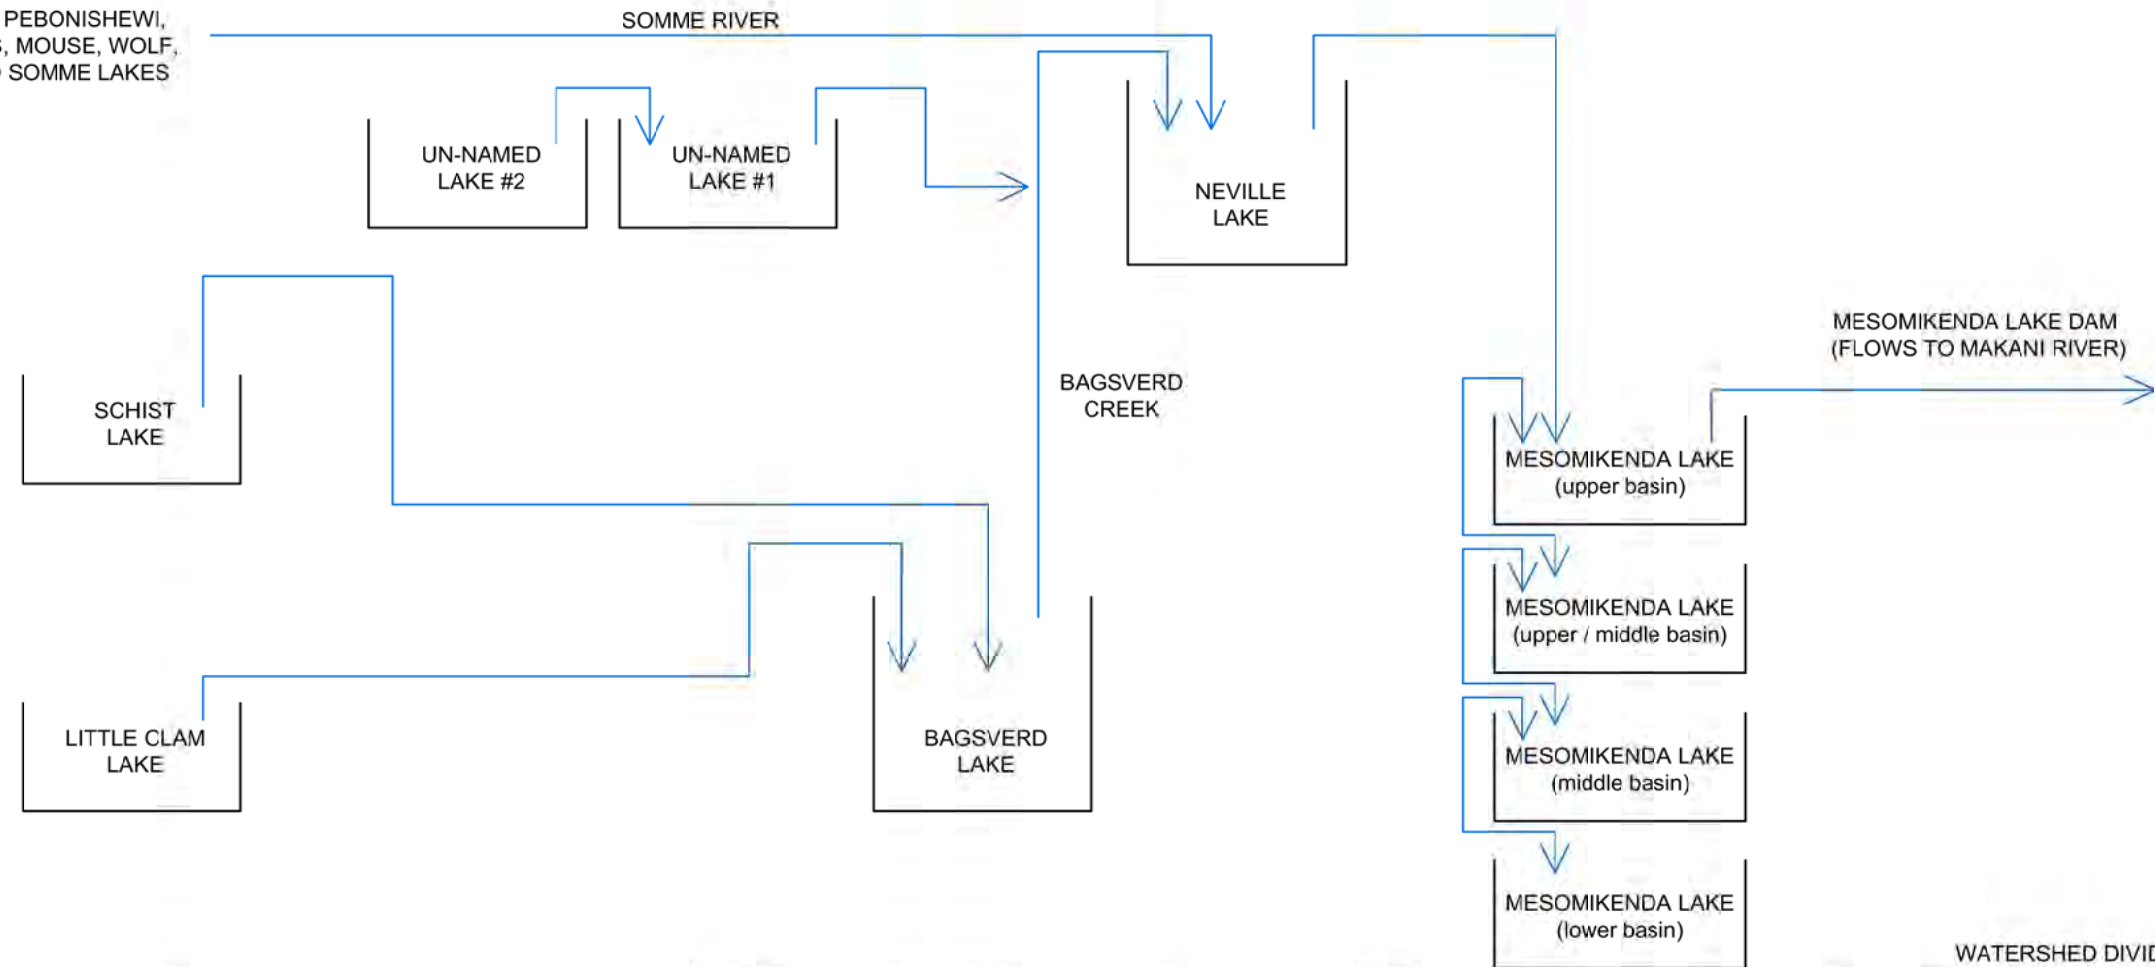 PEBONISHEWI,
MOUSE, WOLF,
SOMME LAKES
SOMME RIVER
UN-NAMED
LAKE #2
UN-NAMED
LAKE #1
NEVILLE
LAKE
SCHIST
LAKE
BAGSVERD
CREEK
MESOMIKENDA LAKE DAM
(FLOWS TO MAKANI RIVER)
MESOMIKENDA LAKE
(upper basin)
MESOMIKENDA LAKE
(upper / middle basin)
LITTLE CLAM
LAKE
BAGSVERD
LAKE
MESOMIKENDA LAKE
(middle basin)
MESOMIKENDA LAKE
(lower basin)
WATERSHED